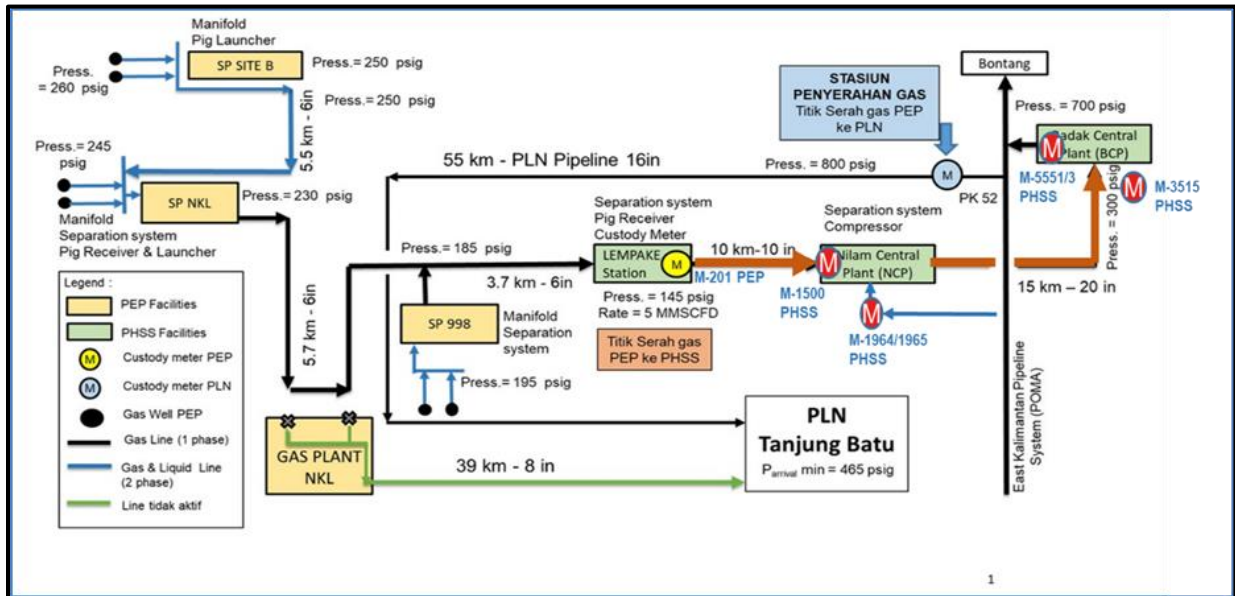 Manifold
Pig Launcher
SP SITE B
Press.= 250 psig
Press.
= 260 psig
Press.= 250 psig
5.5 km - 6in
Press.= 245
psig
SP NKL
Press.= 230 psig
Manifold
Separation system
Pig Receiver & Launcher
Legend :
PEP Facilities
PHSS Facilities
M
Custody meter PEP
M
Custody meter PLN
Gas Well PEP
Gas Line (1 phase)
Gas & Liquid Line
(2 phase)
Line tidak aktif
5.7 km - 6in
GAS PLANT
NKL
39 km - 8 in
Press. = 185 psig
3.7 km - 6in
SP 998
Manifold
Separation
system
Press.= 195 psig
55 km - PLN Pipeline 16in
Separation system
Pig Receiver
Custody Meter
LEMPAKE
Station
M
M-201 PEP
Press. = 145 psig
Rate = 5 MMSCFD
Titik Serah gas
PEP ke PHSS
10 km-10 in
Separation system
Compressor
M
Nilam Central
Plant (NCP)
M-1500
PHSS
M
M-1964/1965
PHSS
STASIUN
PENYERAHAN GAS
Titik Serah gas PEP
ke PLN
Press. = 800 psig
M
PK 52
Bontang
Press. = 700 psig
M
Badak Central
Plant (BCP)
M-5551/3
PHSS
M
M-3515
PHSS
Press. = 300 psig
15 km – 20 in
East Kalimantan Pipeline
System (POMA)
PLN
Tanjung Batu
Parrival min = 465 psig
1